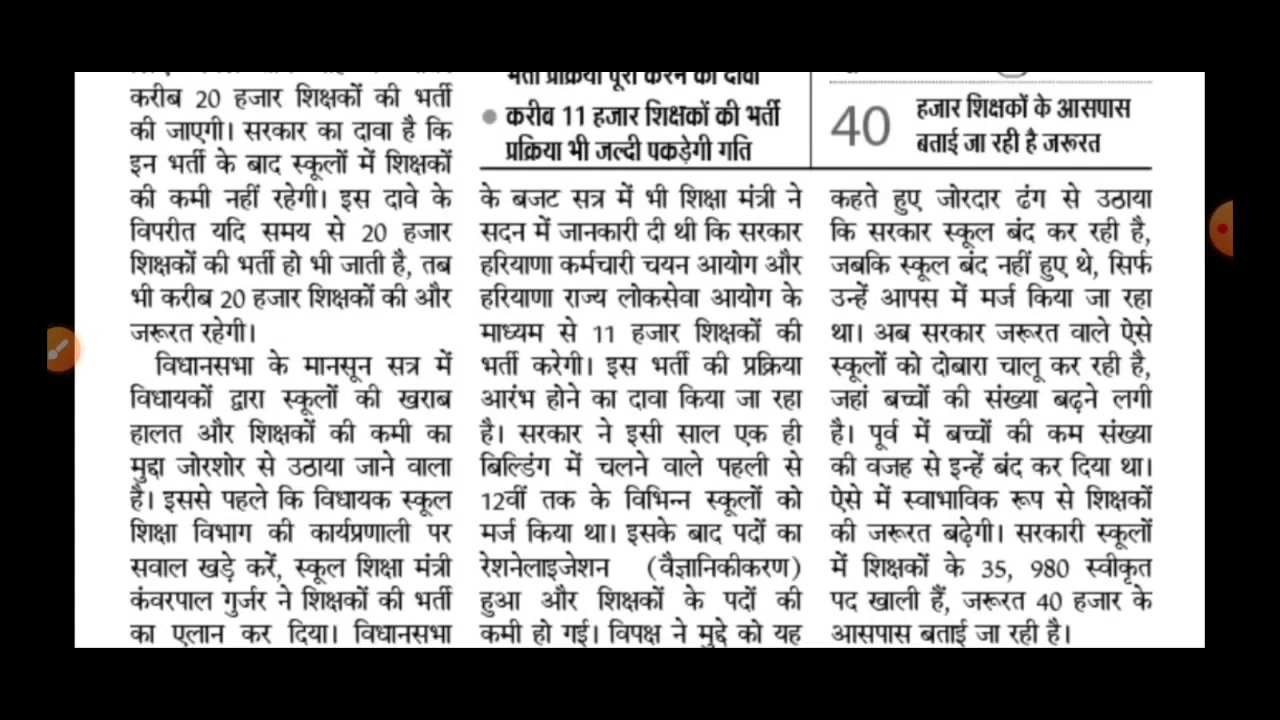 करीब 20 हजार शिक्षकों की भर्ती
की जाएगी। सरकार का दावा है कि
इन भर्ती के बाद स्कूलों में शिक्षकों
की कमी नहीं रहेगी। इस दावे के
विपरीत यदि समय से 20 हजार
शिक्षकों की भर्ती हो भी जाती है, तब
भी करीब 20 हजार शिक्षकों की और
जरूरत रहेगी।
विधानसभा के मानसून सत्र में
विधायकों द्वारा स्कूलों की खराब
हालत और शिक्षकों की कमी का
मुद्दा जोरशोर से उठाया जाने वाला
है। इससे पहले कि विधायक स्कूल
शिक्षा विभाग की कार्यप्रणाली पर
सवाल खड़े करें, स्कूल शिक्षा मंत्री
कंवरपाल गुर्जर ने शिक्षकों की भर्ती
का एलान कर दिया। विधानसभा
भर्ती प्रक्रिया पूरी करने का दावा
● करीब 11 हजार शिक्षकों की भर्ती
प्रक्रिया भी जल्दी पकड़ेगी गति
के बजट सत्र में भी शिक्षा मंत्री ने
सदन में जानकारी दी थी कि सरकार
हरियाणा कर्मचारी चयन आयोग और
हरियाणा राज्य लोकसेवा आयोग के
माध्यम से 11 हजार शिक्षकों की
भर्ती करेगी। इस भर्ती की प्रक्रिया
आरंभ होने का दावा किया जा रहा
है। सरकार ने इसी साल एक ही
बिल्डिंग में चलने वाले पहली से
12वीं तक के विभिन्न स्कूलों को
मर्ज किया था। इसके बाद पदों का
रेशनेलाइजेशन (वैज्ञानिकीकरण)
हुआ और शिक्षकों के पदों की
कमी हो गई। विपक्ष ने मुद्दे को यह
40 हजार शिक्षकों के आसपास
बताई जा रही है जरूरत
कहते हुए जोरदार ढंग से उठाया
कि सरकार स्कूल बंद कर रही है,
जबकि स्कूल बंद नहीं हुए थे, सिर्फ
उन्हें आपस में मर्ज किया जा रहा
था। अब सरकार जरूरत वाले ऐसे
स्कूलों को दोबारा चालू कर रही है,
जहां बच्चों की संख्या बढ़ने लगी
है। पूर्व में बच्चों की कम संख्या
की वजह से इन्हें बंद कर दिया था।
ऐसे में स्वाभाविक रूप से शिक्षकों
की जरूरत बढ़ेगी। सरकारी स्कूलों
में शिक्षकों के 35, 980 स्वीकृत
पद खाली हैं, जरूरत 40 हजार के
आसपास बताई जा रही है।